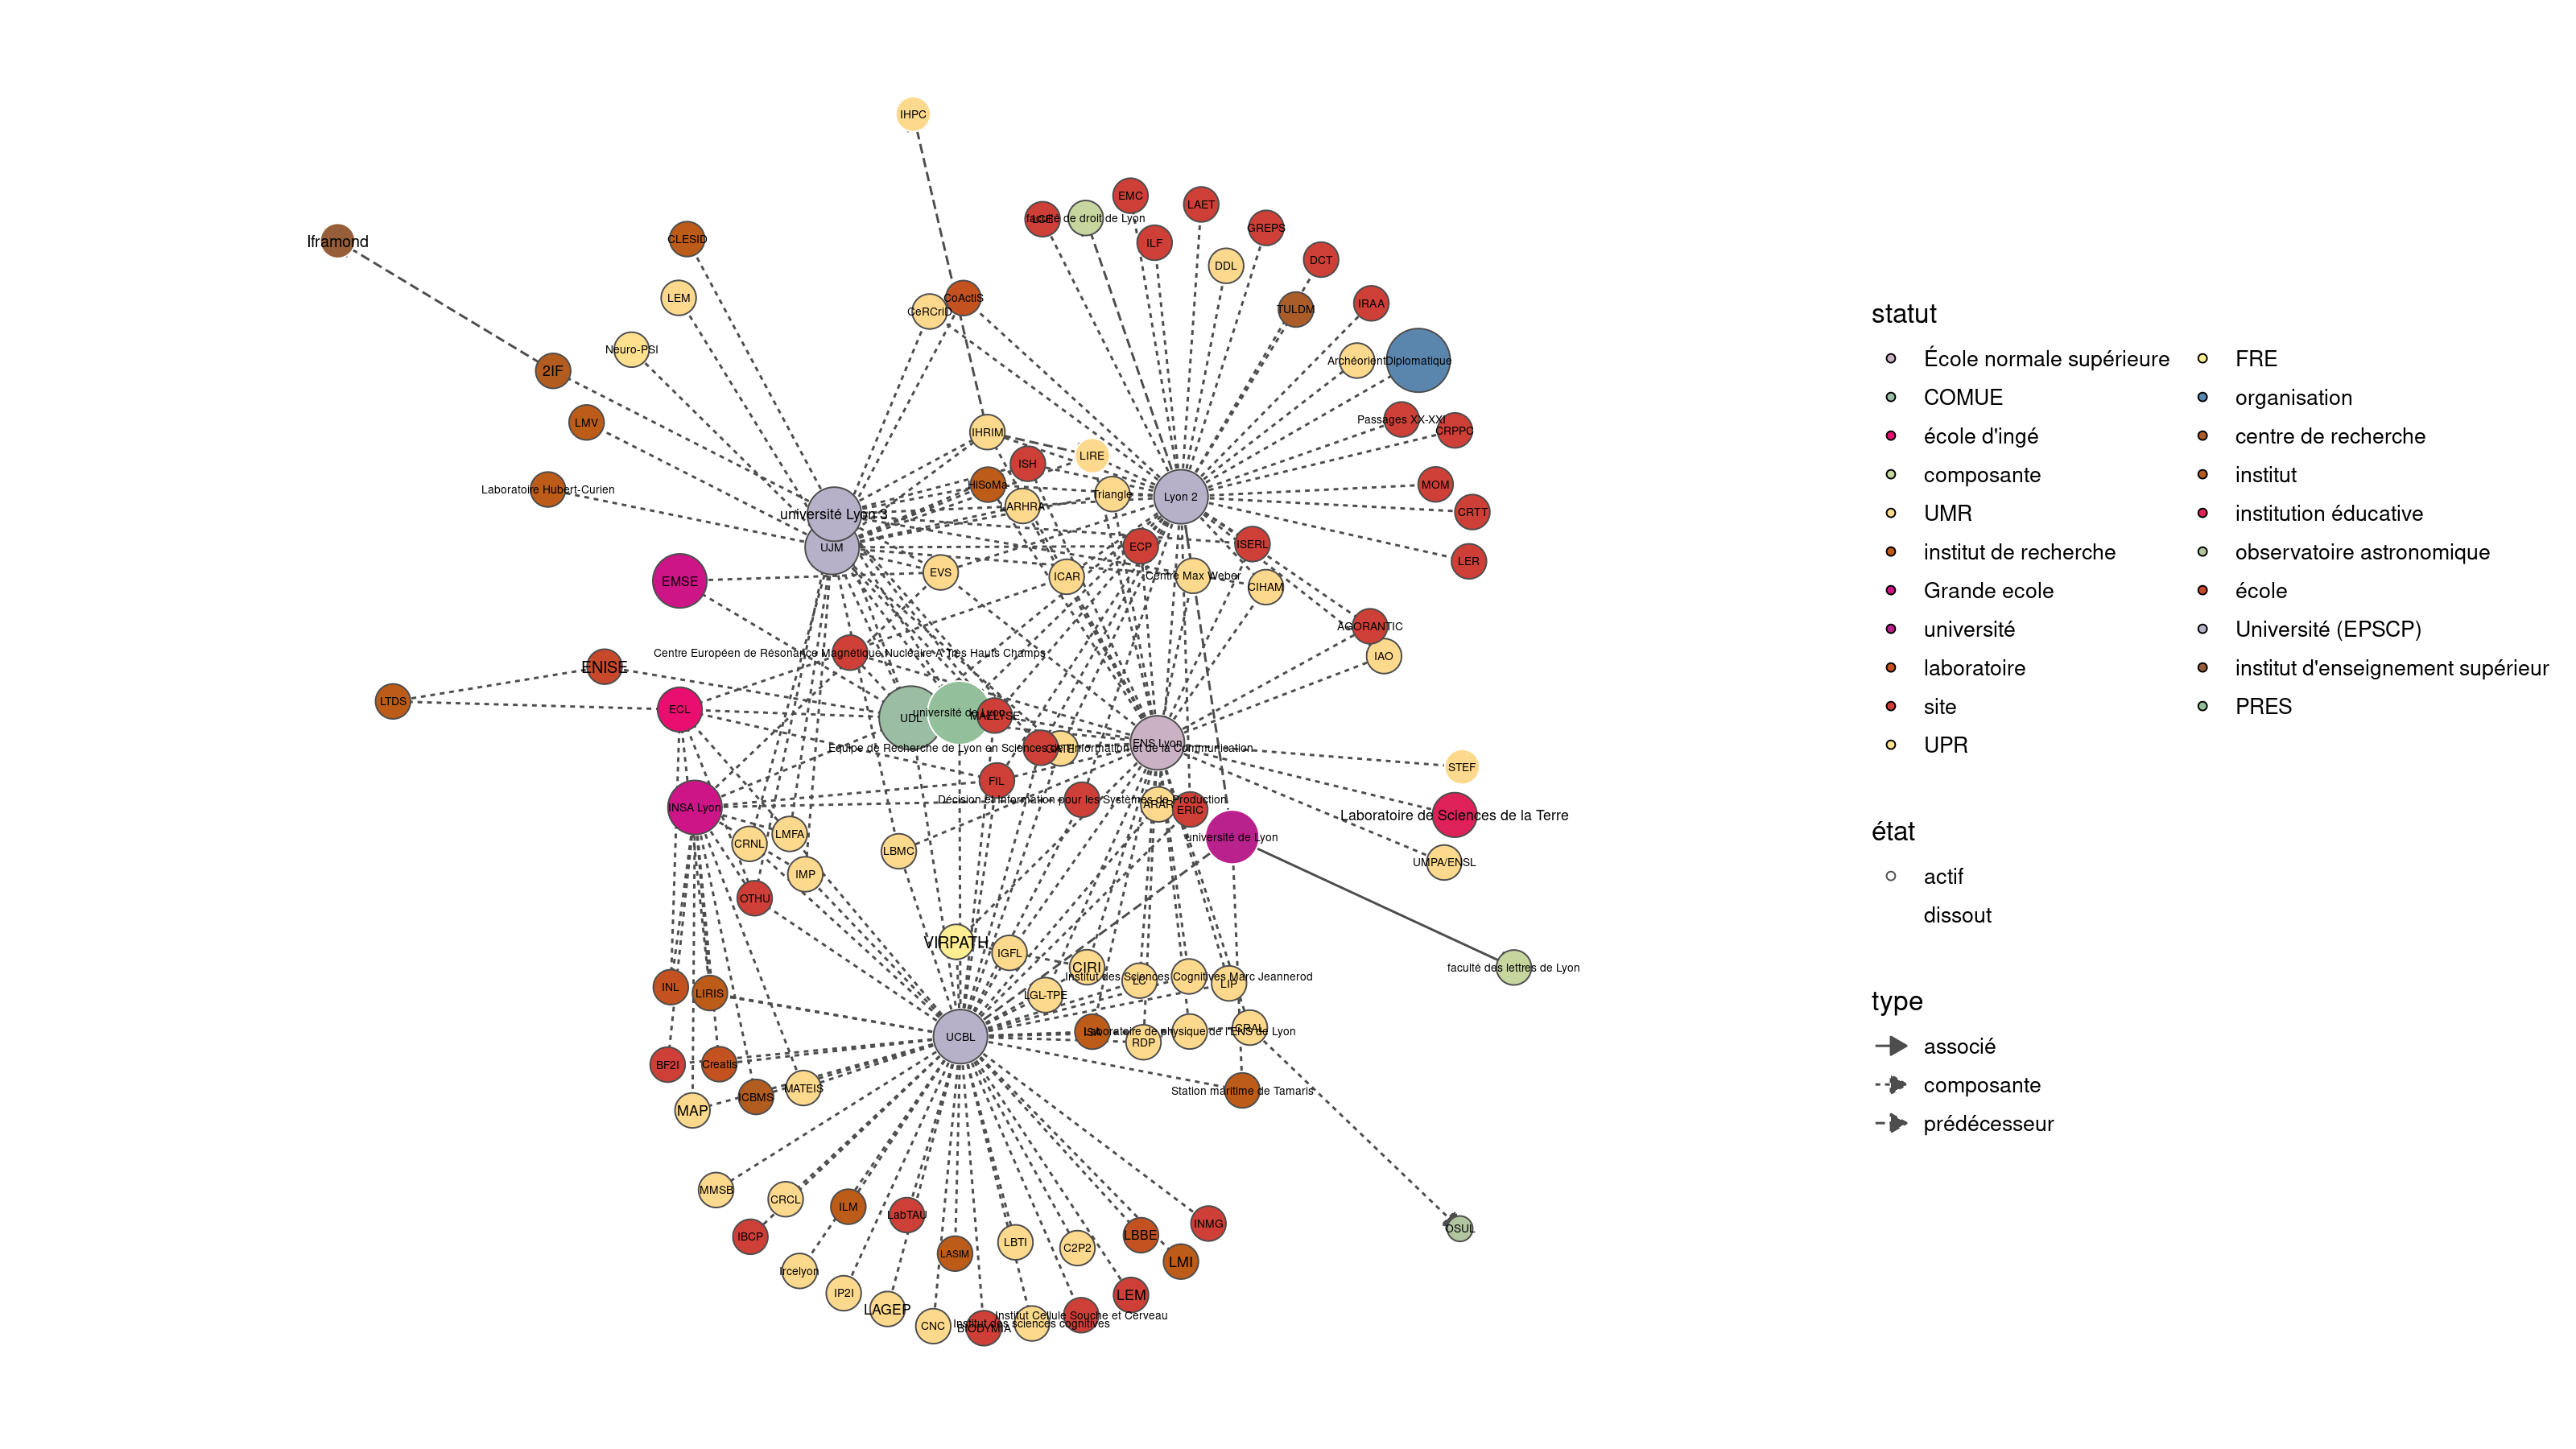 IHPC
EMC
LAET
faculté de droit de Lyon
GREPS
CLESID
Iframond
ILF
DCT
DDL
LEM
CoActiS
IRAA
TULDM
CeRCriD
Neuro-PSI
Archéorient
Diplomatique
2IF
LMV
Passages XX-XXI
CRPPC
IHRIM
LIRE
ISH
HiSoMa
MOM
Laboratoire Hubert-Curien
Triangle
Lyon 2
LARHRA
CRTT
université Lyon 3
UJM
ECP
ISERL
LER
EVS
ICAR
Centre Max Weber
EMSE
CIHAM
AGORANTIC
Centre Européen de Résonance Magnétique Nucléaire A Très Hauts Champs
IAO
ENISE
LTDS
ECL
université de Lyon
MALLYSE
UDL
ENS Lyon
Equipe de Recherche de Lyon en Sciences de l'Information et de la Communication
STEF
FIL
Décision et Information pour les Systèmes de Production
INSA Lyon
ARAR
ERIC
Laboratoire de Sciences de la Terre
LMFA
université de Lyon
CRNL
LBMC
UMPA/ENSL
IMP
OTHU
VIRPATH
IGFL
CIRI
faculté des lettres de Lyon
Institut des Sciences Cognitives Marc Jeannerod
LC
LIP
INL
LIRIS
LGL-TPE
CRAL
ISA
Laboratoire de physique de l'ENS de Lyon
UCBL
RDP
BF2I
Creatis
MATEIS
Station maritime de Tamaris
ICBMS
MAP
MMSB
CRCL
ILM
LabTAU
INMG
OSUL
IBCP
LBBE
LBTI
C2P2
LASIM
LMI
Ircelyon
IP2I
LEM
LAGEP
Institut Cellule Souche et Cerveau
CNC
BIODYMIA
Institut des sciences cognitives
statut
École normale supérieure
COMUE
école d'ingé
composante
UMR
institut de recherche
Grande ecole
université
laboratoire
site
UPR
FRE
organisation
centre de recherche
institut
institution éducative
observatoire astronomique
école
Université (EPSCP)
institut d'enseignement supérieur
PRES
état
actif
dissout
type
associé
composante
prédécesseur